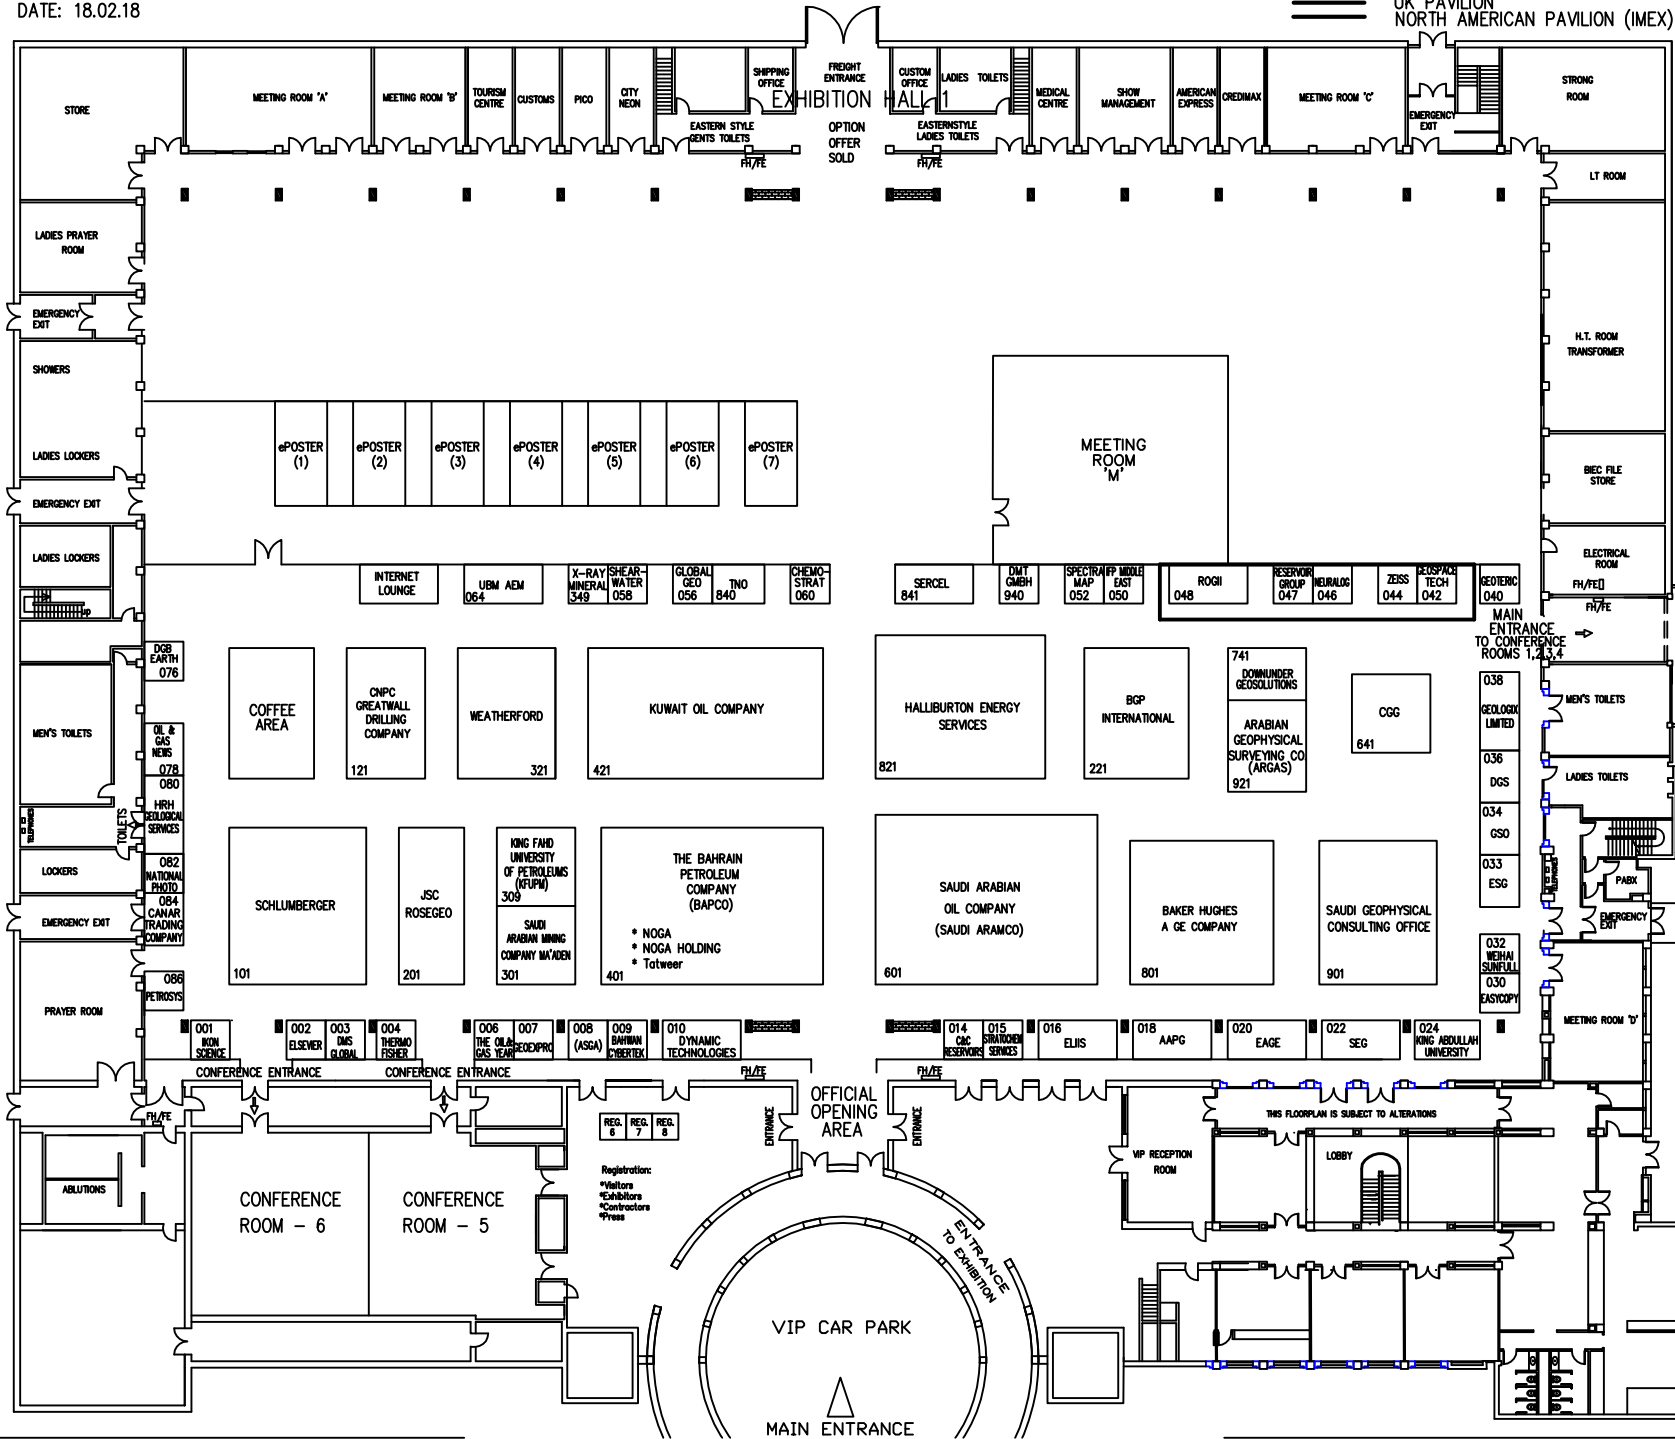 DATE: 18.02.18
UK PAVILION
NORTH AMERICAN PAVILION (IMEX)
STORE
MEETING ROOM 'A'
MEETING ROOM 'B'
TOURISM
CENTRE
CUSTOMS
PICO
CITY
NEON
SHIPPING
OFFICE
FREIGHT
ENTRANCE
CUSTOM
OFFICE
LADIES TOILETS
MEDICAL
CENTRE
SHOW
MANAGEMENT
AMERICAN
EXPRESS
CREDIMAX
MEETING ROOM 'C'
EMERGENCY
EXIT
STRONG
ROOM
EXHIBITION HALL 1
EASTERN STYLE
GENTS TOILETS
OPTION
OFFER
SOLD
EASTERNSTYLE
LADIES TOILETS
FH/FE
FH/FE
LT ROOM
LADIES PRAYER
ROOM
EMERGENCY
EXIT
SHOWERS
LADIES LOCKERS
EMERGENCY EXIT
LADIES LOCKERS
up
H.T. ROOM
TRANSFORMER
BIEC FILE
STORE
ELECTRICAL
ROOM
FH/FE
FH/FE
ePOSTER
(1)
ePOSTER
(2)
ePOSTER
(3)
ePOSTER
(4)
ePOSTER
(5)
ePOSTER
(6)
ePOSTER
(7)
MEETING
ROOM
'M'
INTERNET
LOUNGE
UBM AEM
064
X-RAY
MINERAL
349
SHEAR-
WATER
058
GLOBAL
GEO
056
TNO
840
CHEMO-
STRAT
060
SERCEL
841
DMT
GMBH
940
SPECTRA
MAP
052
IFP MIDDLE
EAST
050
ROGII
048
RESERVOIR
GROUP
047
NEURALOG
046
ZEISS
044
GEOSPACE
TECH
042
GEOTERIC
040
MAIN
ENTRANCE
TO CONFERENCE
ROOMS 1,2,3,4
DGB
EARTH
076
COFFEE
AREA
CNPC
GREATWALL
DRILLING
COMPANY
121
WEATHERFORD
321
KUWAIT OIL COMPANY
421
HALLIBURTON ENERGY
SERVICES
821
BGP
INTERNATIONAL
221
741
DOWNUNDER
GEOSOLUTIONS
ARABIAN
GEOPHYSICAL
SURVEYING CO
(ARGAS)
921
CGG
641
038
GEOLOGIX
LIMITED
036
DGS
034
GSO
033
ESG
MEN'S TOILETS
LADIES TOILETS
MEN'S TOILETS
TELEPHONES
TOILETS
OIL &
GAS
NEWS
078
080
HRH
GEOLOGICAL
SERVICES
082
NATIONAL
PHOTO
084
CANAR
TRADING
COMPANY
086
PETROSYS
LOCKERS
EMERGENCY EXIT
PRAYER ROOM
SCHLUMBERGER
101
JSC
ROSEGEO
201
KING FAHD
UNIVERSITY
OF PETROLEUMS
(KFUPM)
309
SAUDI
ARABIAN MINING
COMPANY MA'ADEN
301
THE BAHRAIN
PETROLEUM
COMPANY
(BAPCO)
* NOGA
* NOGA HOLDING
* Tatweer
401
SAUDI ARABIAN
OIL COMPANY
(SAUDI ARAMCO)
601
BAKER HUGHES
A GE COMPANY
801
SAUDI GEOPHYSICAL
CONSULTING OFFICE
901
TELEPHONES
PABX
EMERGENCY
EXIT
032
WEIHAI
SUNFULL
030
EASYCOPY
MEETING ROOM 'D'
001
IKON
SCIENCE
002
ELSEVIER
003
DMS
GLOBAL
004
THERMO
FISHER
006
THE OIL&
GAS YEAR
007
GEOEXPRO
008
(ASGA)
009
BAHWAN
CYBERTEK
010
DYNAMIC
TECHNOLOGIES
014
C&C
RESERVOIRS
015
STRATOCHEM
SERVICES
016
ELIIS
018
AAPG
020
EAGE
022
SEG
024
KING ABDULLAH
UNIVERSITY
CONFERENCE ENTRANCE
CONFERENCE ENTRANCE
FH/FE
FH/FE
FH/FE
OFFICIAL
OPENING
AREA
ENTRANCE
ENTRANCE
REG.
6
REG.
7
REG.
8
Registration:
*Visitors
*Exhibitors
*Contractors
*Press
THIS FLOORPLAN IS SUBJECT TO ALTERATIONS
VIP RECEPTION
ROOM
LOBBY
ABLUTIONS
CONFERENCE
ROOM - 6
CONFERENCE
ROOM - 5
ENTRANCE
TO EXHIBITION
VIP CAR PARK
MAIN ENTRANCE